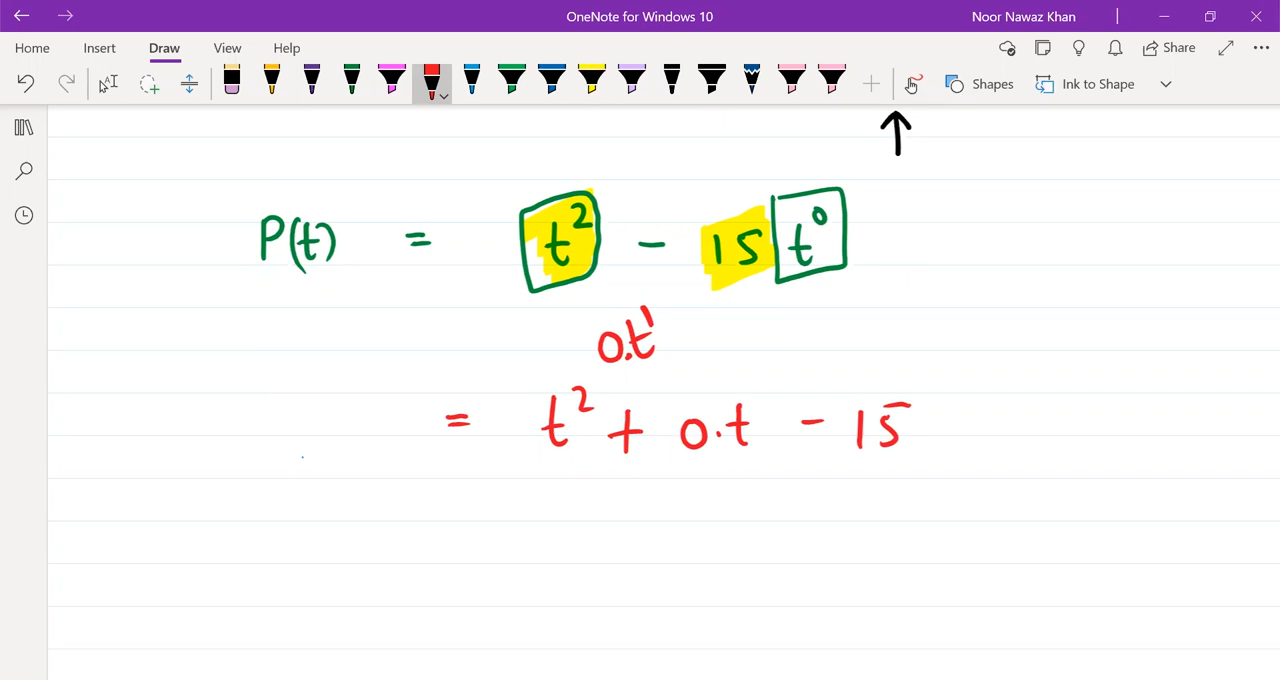 OneNote for Windows 10 Noor Nawaz Khan
Home Insert Draw View Help Share
Shapes Ink to Shape
P(t) = t² - 15 t⁰
0.t¹
= t² + 0.t - 15